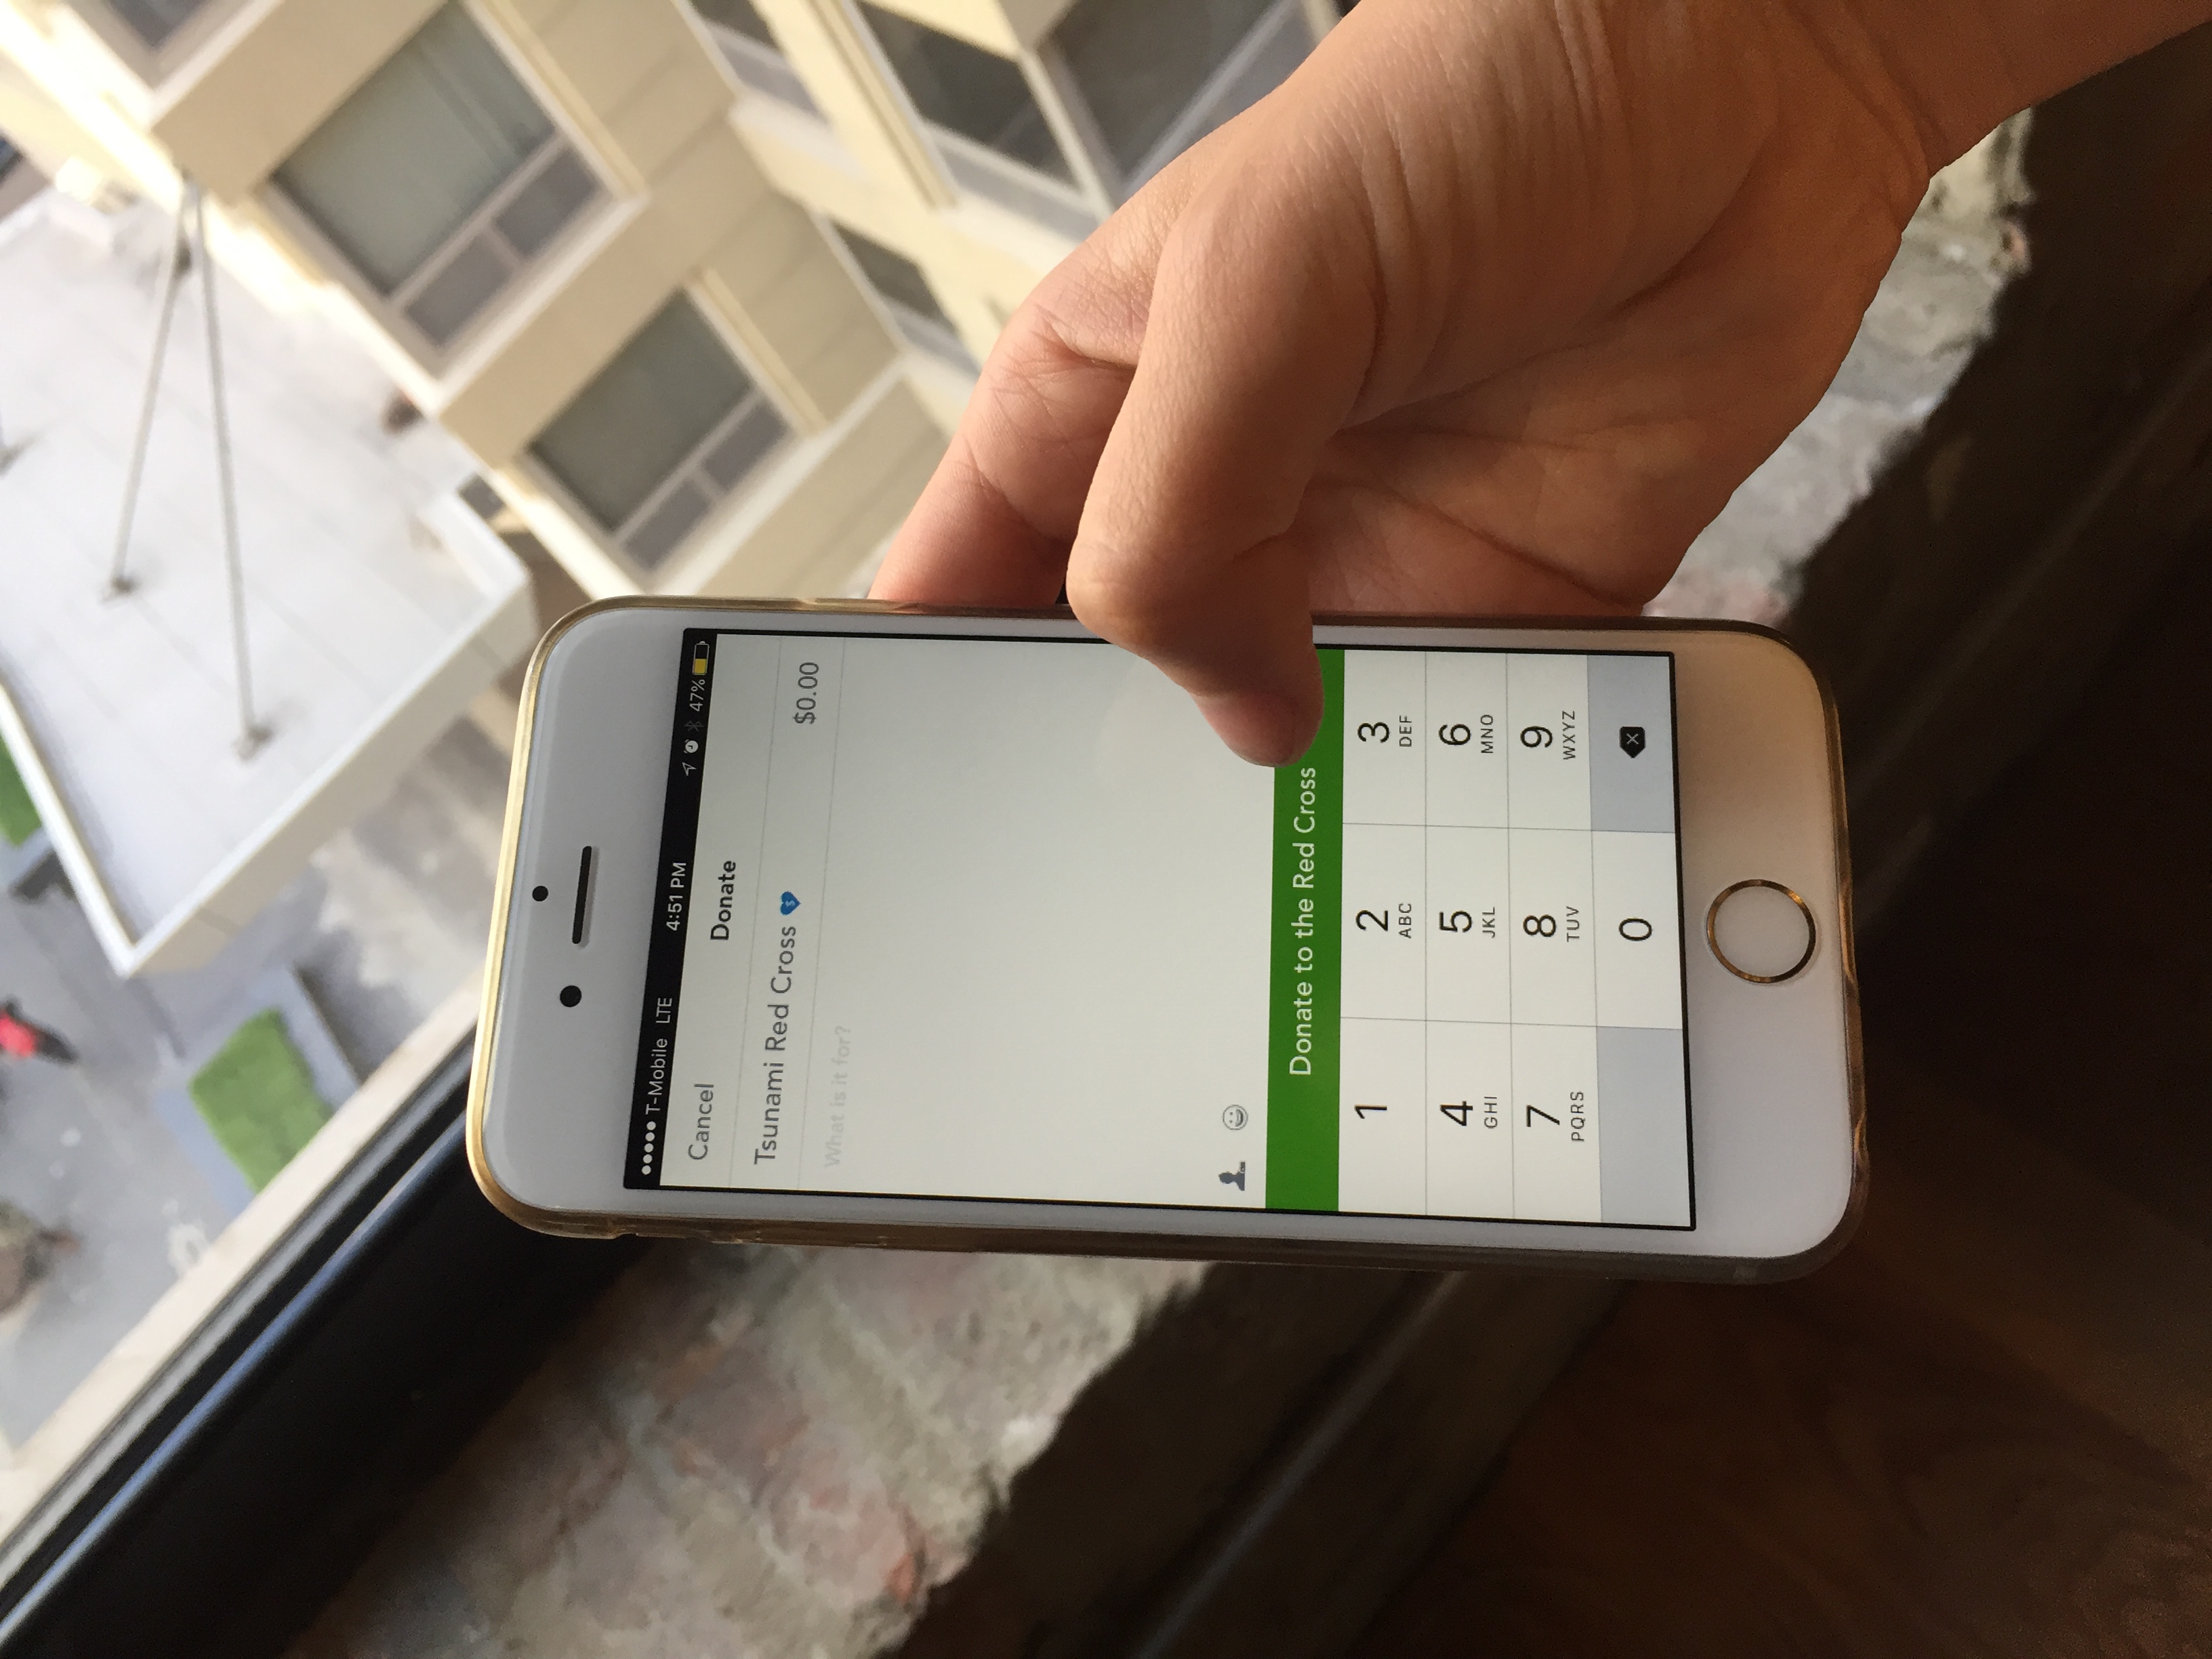 ●●●●● T-Mobile LTE 4:51 PM 47%
Cancel Donate
Tsunami Red Cross 💙 $0.00
What is it for?
Donate to the Red Cross
1 2 3
ABC DEF
4 5 6
GHI JKL MNO
7 8 9
PQRS TUV WXYZ
0